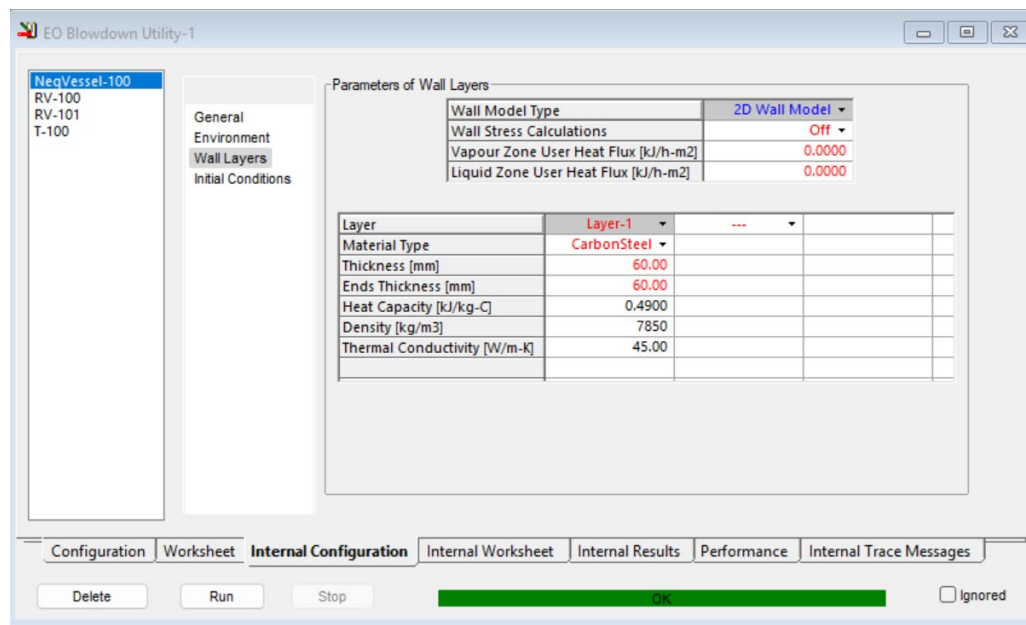 EO Blowdown Utility-1
NeqVessel-100
RV-100
RV-101
T-100
General
Environment
Wall Layers
Initial Conditions
Parameters of Wall Layers
Wall Model Type 2D Wall Model
Wall Stress Calculations Off
Vapour Zone User Heat Flux [kJ/h-m2] 0.0000
Liquid Zone User Heat Flux [kJ/h-m2] 0.0000
Layer Layer-1 ---
Material Type CarbonSteel
Thickness [mm] 60.00
Ends Thickness [mm] 60.00
Heat Capacity [kJ/kg-C] 0.4900
Density [kg/m3] 7850
Thermal Conductivity [W/m-K] 45.00
Configuration Worksheet Internal Configuration Internal Worksheet Internal Results Performance Internal Trace Messages
Delete Run Stop OK Ignored